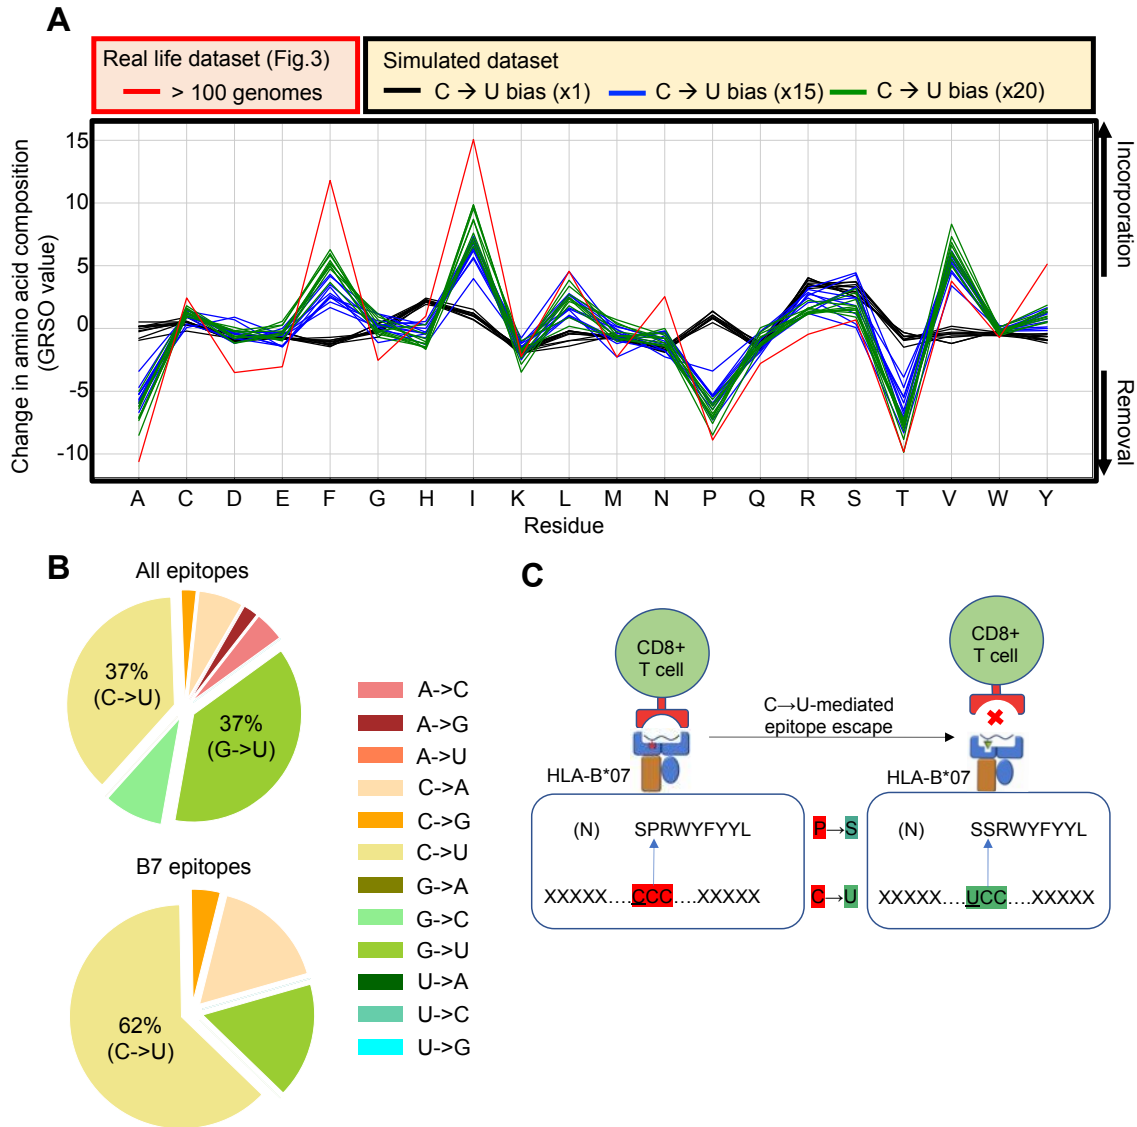 A
Real life dataset (Fig.3)
> 100 genomes
Simulated dataset
C → U bias (x1)
C → U bias (x15)
C → U bias (x20)
Change in amino acid composition
(GRSO value)
15
10
5
0
-5
-10
Incorporation
Removal
A C D E F G H I K L M N P Q R S T V W Y
Residue
B
All epitopes
37%
(C->U)
37%
(G->U)
B7 epitopes
62%
(C->U)
A->C
A->G
A->U
C->A
C->G
C->U
G->A
G->C
G->U
U->A
U->C
U->G
C
CD8+
T cell
C→U-mediated
epitope escape
CD8+
T cell
HLA-B*07
HLA-B*07
(N) SPRWYFYYL
P→S
(N) SSRWYFYYL
XXXXX....CCC....XXXXX
C→U
XXXXX....UCC....XXXXX